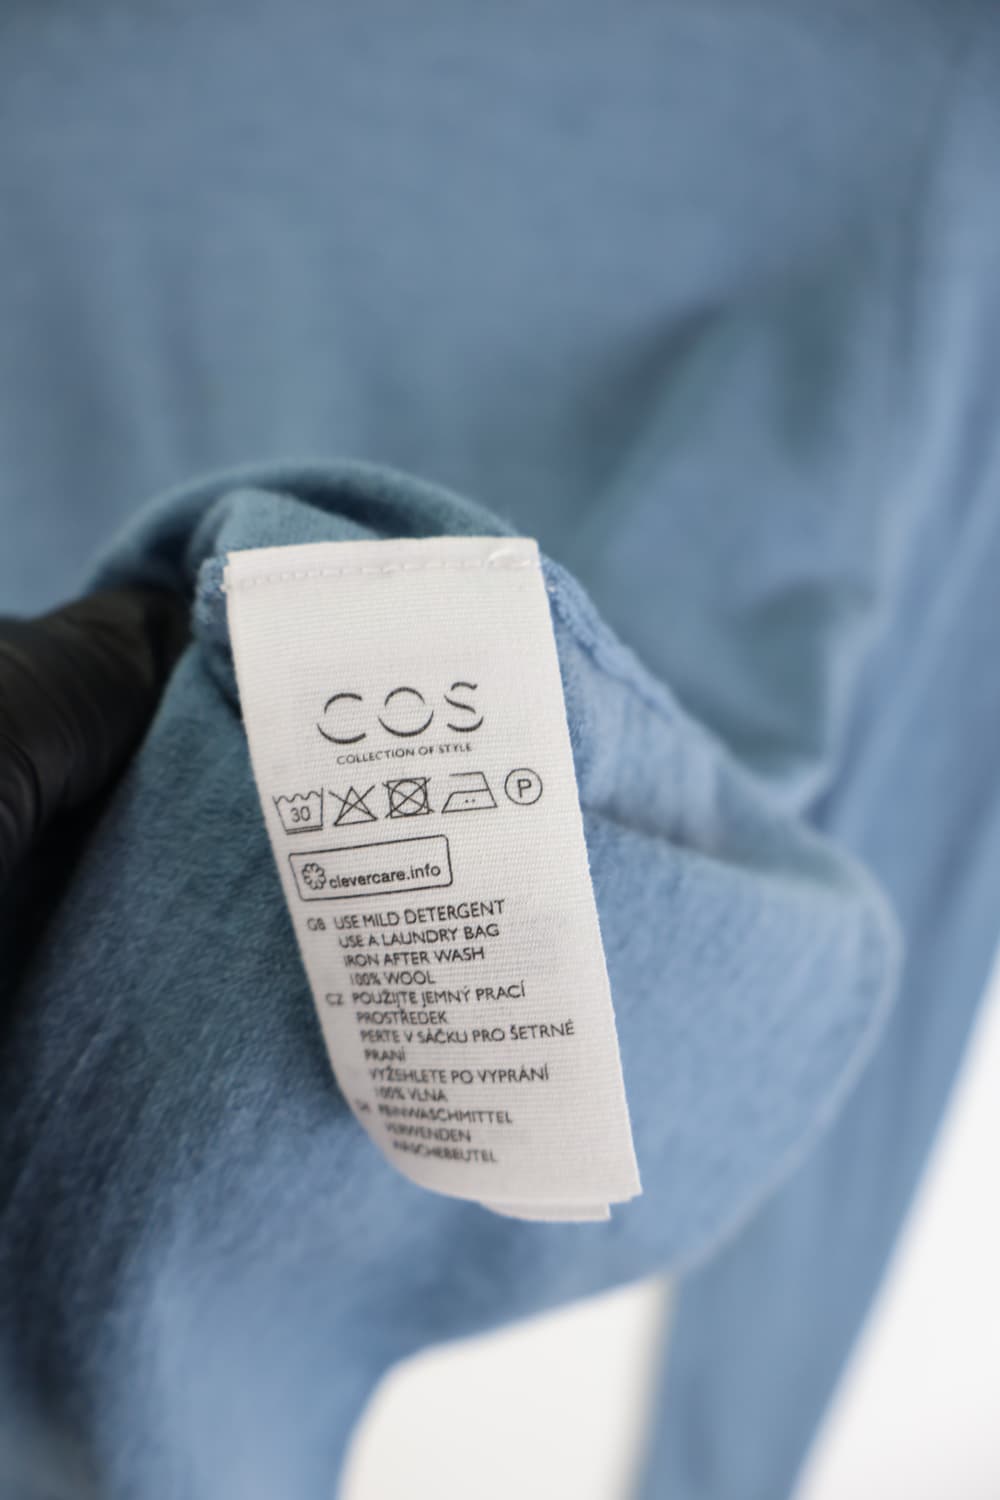 COS
COLLECTION OF STYLE
30
P
clevercare.info
GB USE MILD DETERGENT
USE A LAUNDRY BAG
IRON AFTER WASH
100% WOOL
CZ POUŽIJTE JEMNÝ PRACÍ
PROSTŘEDEK
PERTE V SÁČKU PRO ŠETRNÉ
PRANÍ
VYŽEHLETE PO VYPRÁNÍ
100% VLNA
FEINWASCHMITTEL
VERWENDEN
WÄSCHEBEUTEL